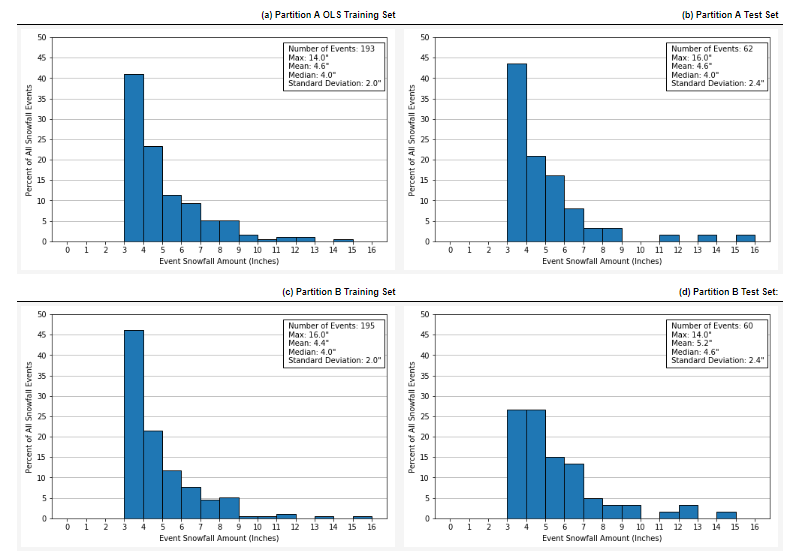 (a) Partition A OLS Training Set
(b) Partition A Test Set
Percent of All Snowfall Events
50
45
40
35
30
25
20
15
10
5
0
Number of Events: 193
Max: 14.0"
Mean: 4.6"
Median: 4.0"
Standard Deviation: 2.0"
0 1 2 3 4 5 6 7 8 9 10 11 12 13 14 15 16
Event Snowfall Amount (Inches)
Percent of All Snowfall Events
50
45
40
35
30
25
20
15
10
5
0
Number of Events: 62
Max: 16.0"
Mean: 4.6"
Median: 4.0"
Standard Deviation: 2.4"
0 1 2 3 4 5 6 7 8 9 10 11 12 13 14 15 16
Event Snowfall Amount (Inches)
(c) Partition B Training Set
(d) Partition B Test Set:
Percent of All Snowfall Events
50
45
40
35
30
25
20
15
10
5
0
Number of Events: 195
Max: 16.0"
Mean: 4.4"
Median: 4.0"
Standard Deviation: 2.0"
0 1 2 3 4 5 6 7 8 9 10 11 12 13 14 15 16
Event Snowfall Amount (Inches)
Percent of All Snowfall Events
50
45
40
35
30
25
20
15
10
5
0
Number of Events: 60
Max: 14.0"
Mean: 5.2"
Median: 4.6"
Standard Deviation: 2.4"
0 1 2 3 4 5 6 7 8 9 10 11 12 13 14 15 16
Event Snowfall Amount (Inches)